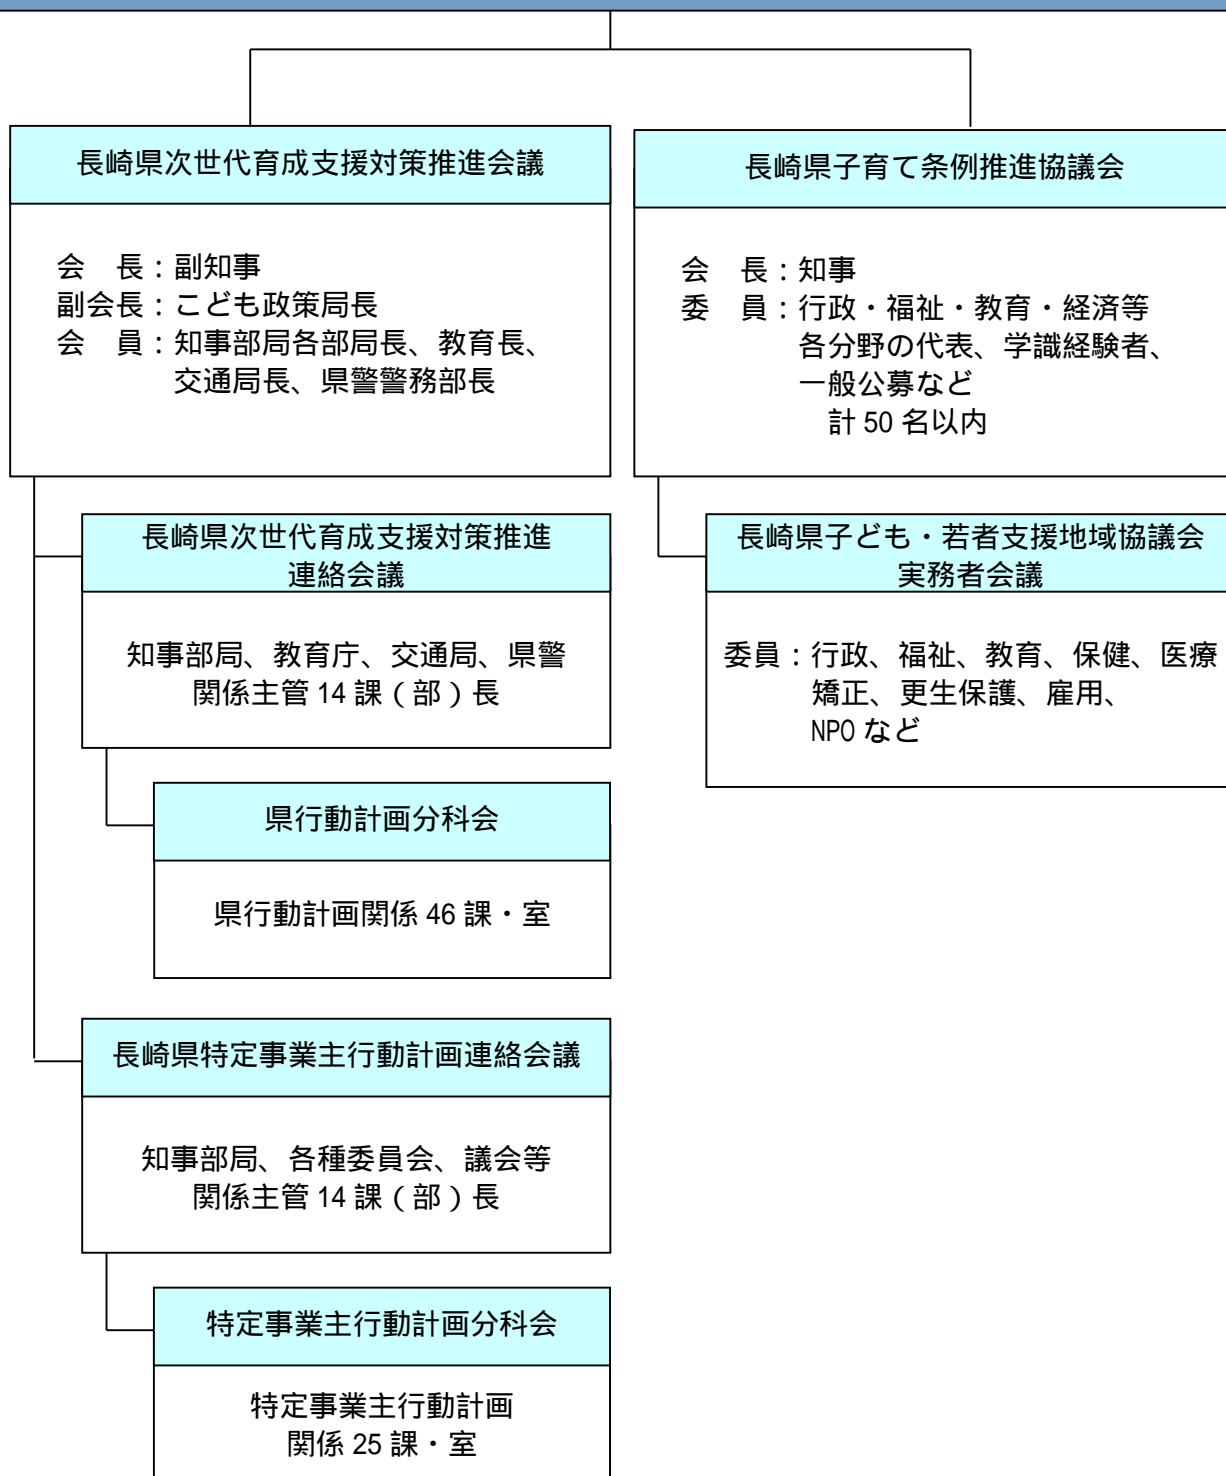 長崎県次世代育成支援対策推進会議
会　長：副知事
副会長：こども政策局長
会　員：知事部局各部局長、教育長、
交通局長、県警警務部長
長崎県子育て条例推進協議会
会　長：知事
委　員：行政・福祉・教育・経済等
各分野の代表、学識経験者、
一般公募など
計 50 名以内
長崎県次世代育成支援対策推進
連絡会議
知事部局、教育庁、交通局、県警
関係主管 14 課（部）長
長崎県子ども・若者支援地域協議会
実務者会議
委員：行政、福祉、教育、保健、医療
矯正、更生保護、雇用、
NPO など
県行動計画分科会
県行動計画関係 46 課・室
長崎県特定事業主行動計画連絡会議
知事部局、各種委員会、議会等
関係主管 14 課（部）長
特定事業主行動計画分科会
特定事業主行動計画
関係 25 課・室